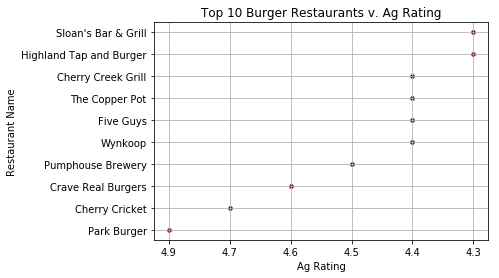 Top 10 Burger Restaurants v. Ag Rating
Restaurant Name
Sloan's Bar & Grill
Highland Tap and Burger
Cherry Creek Grill
The Copper Pot
Five Guys
Wynkoop
Pumphouse Brewery
Crave Real Burgers
Cherry Cricket
Park Burger
4.9 4.7 4.6 4.5 4.4 4.3
Ag Rating